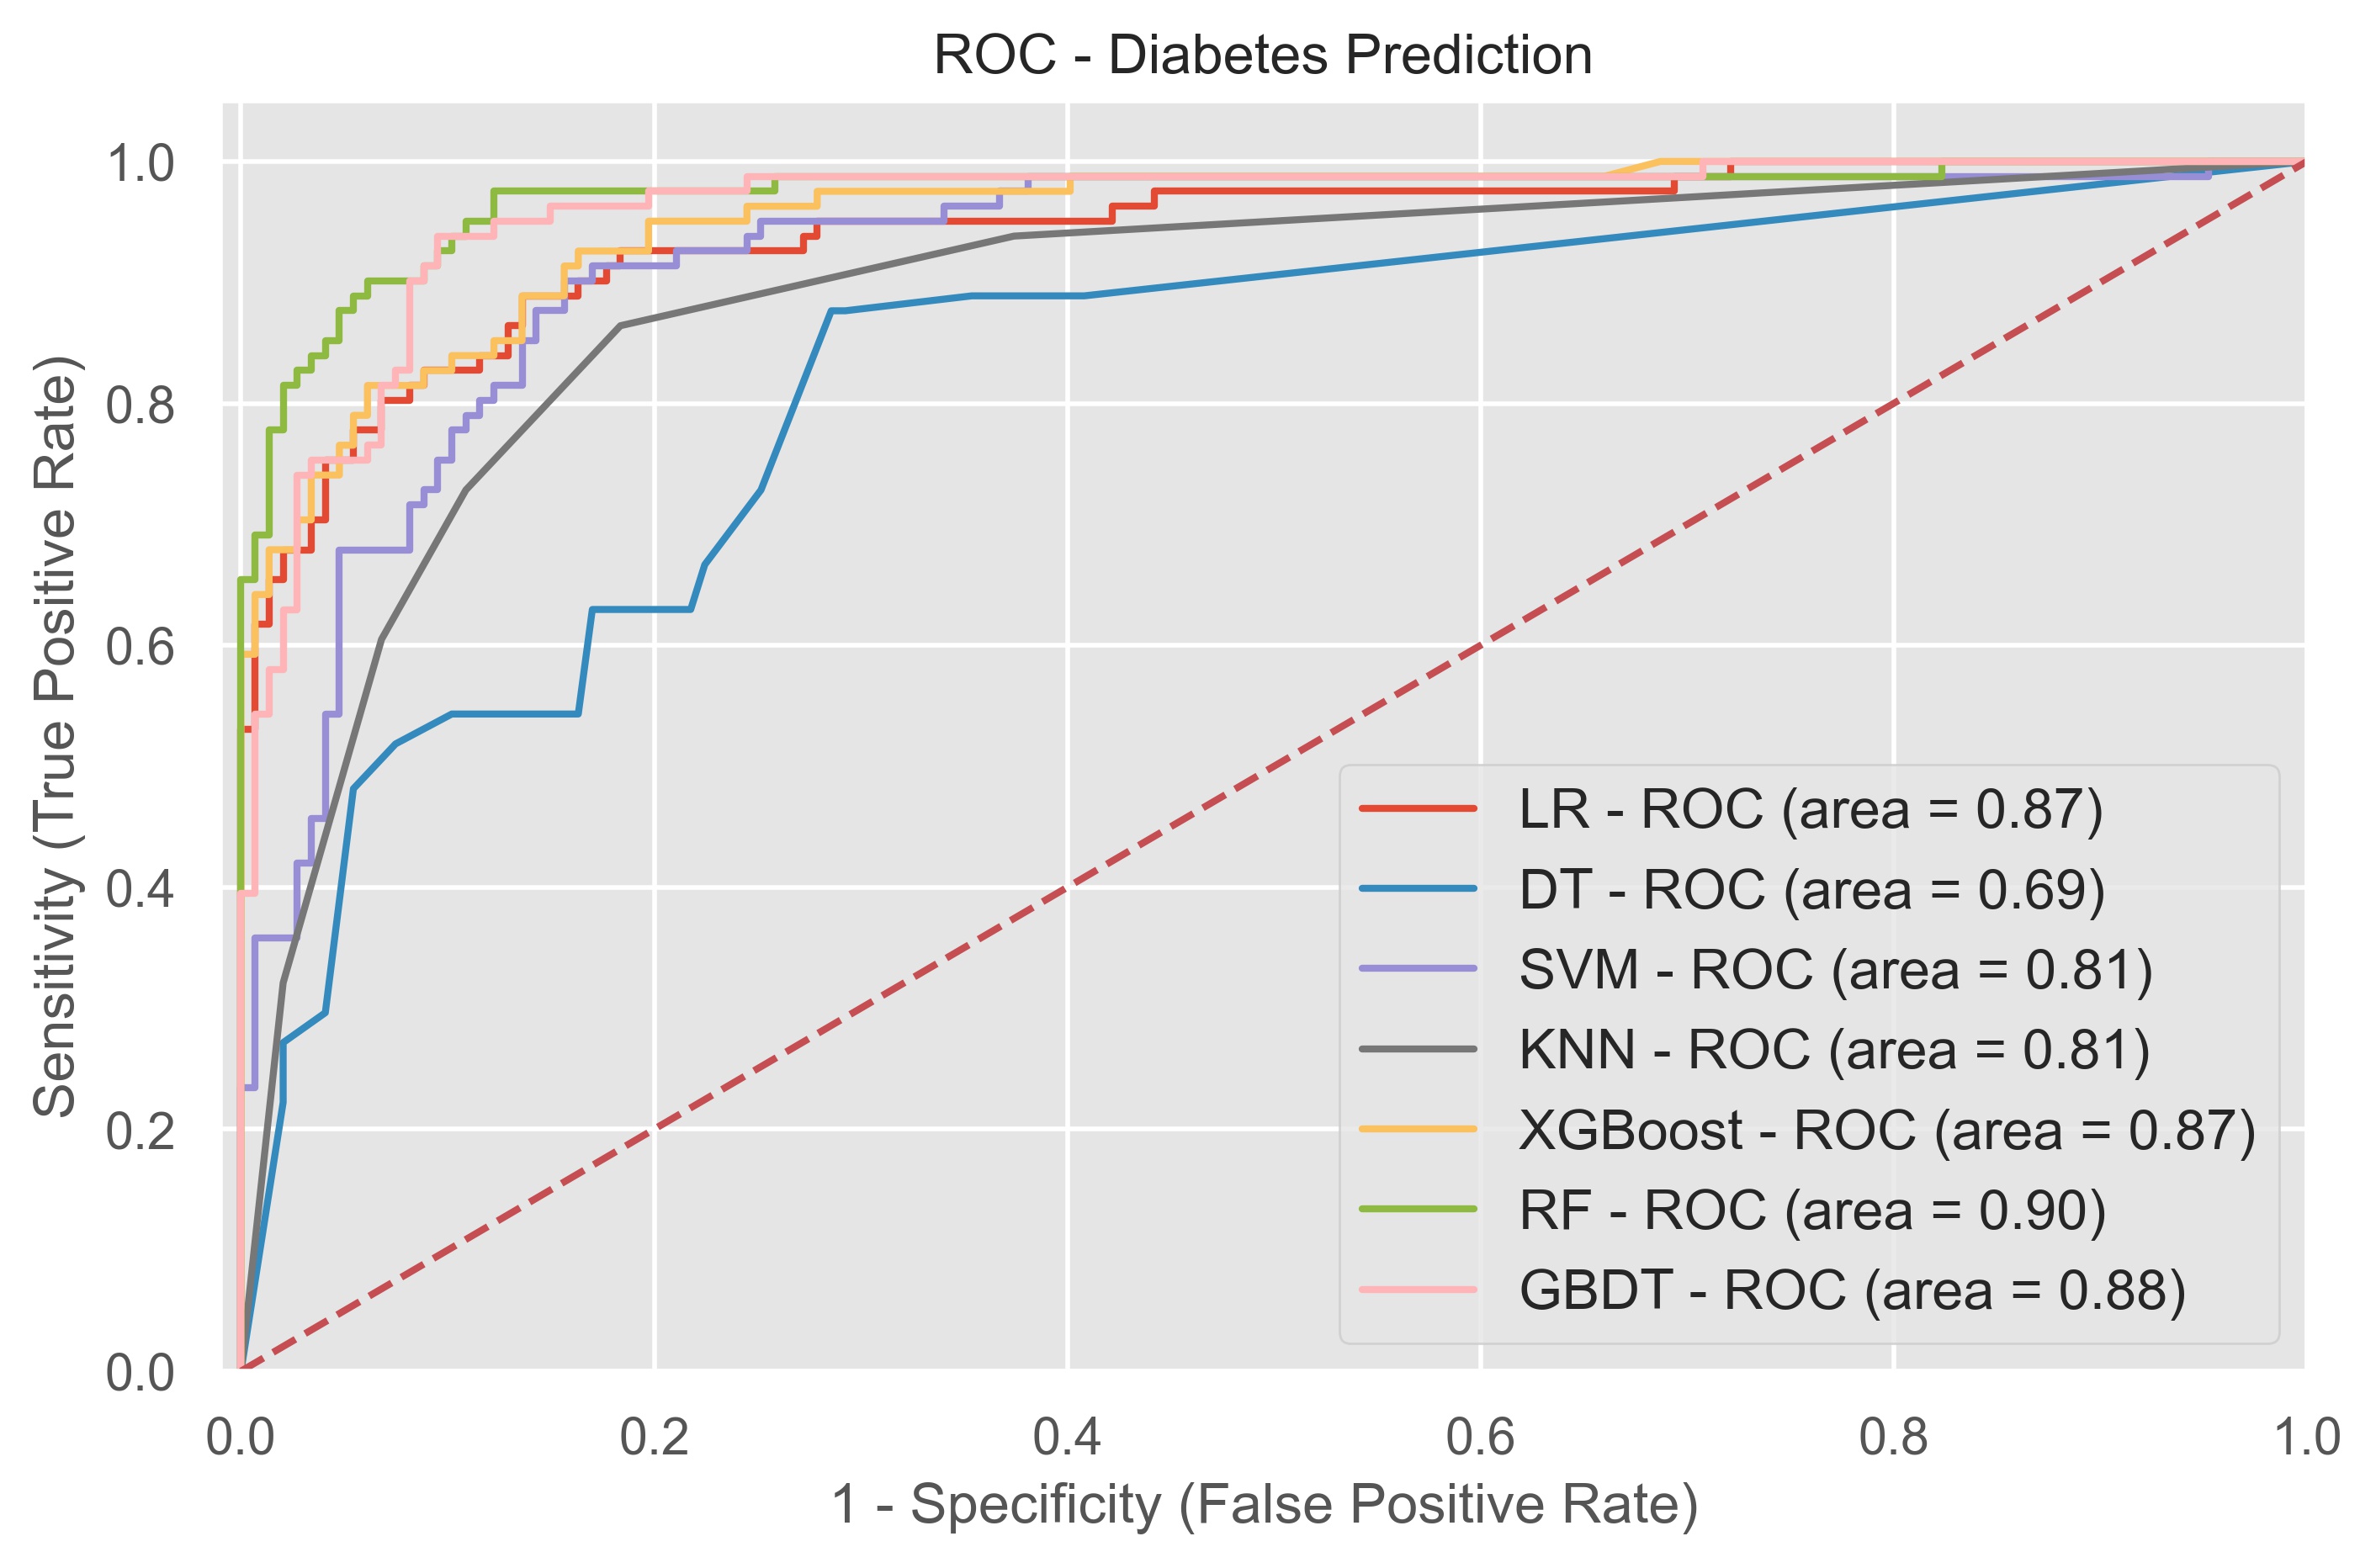 ROC - Diabetes Prediction
Sensitivity (True Positive Rate)
1.0
0.8
0.6
0.4
0.2
0.0
LR - ROC (area = 0.87)
DT - ROC (area = 0.69)
SVM - ROC (area = 0.81)
KNN - ROC (area = 0.81)
XGBoost - ROC (area = 0.87)
RF - ROC (area = 0.90)
GBDT - ROC (area = 0.88)
0.0 0.2 0.4 0.6 0.8 1.0
1 - Specificity (False Positive Rate)